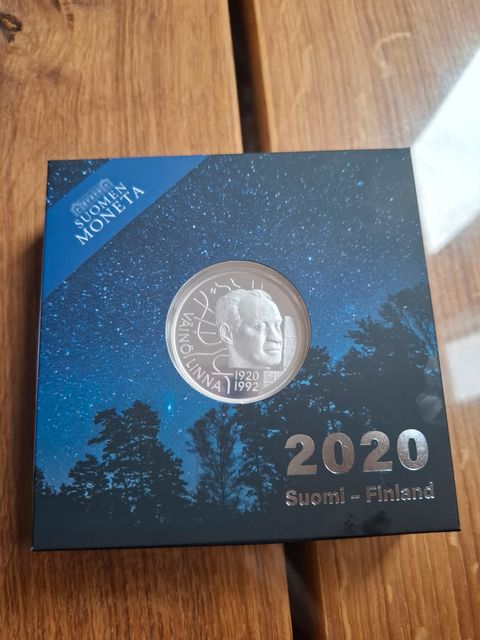 SUOMEN
MONETA
VÄINÖ LINNA
1920
1992
2020
Suomi – Finland